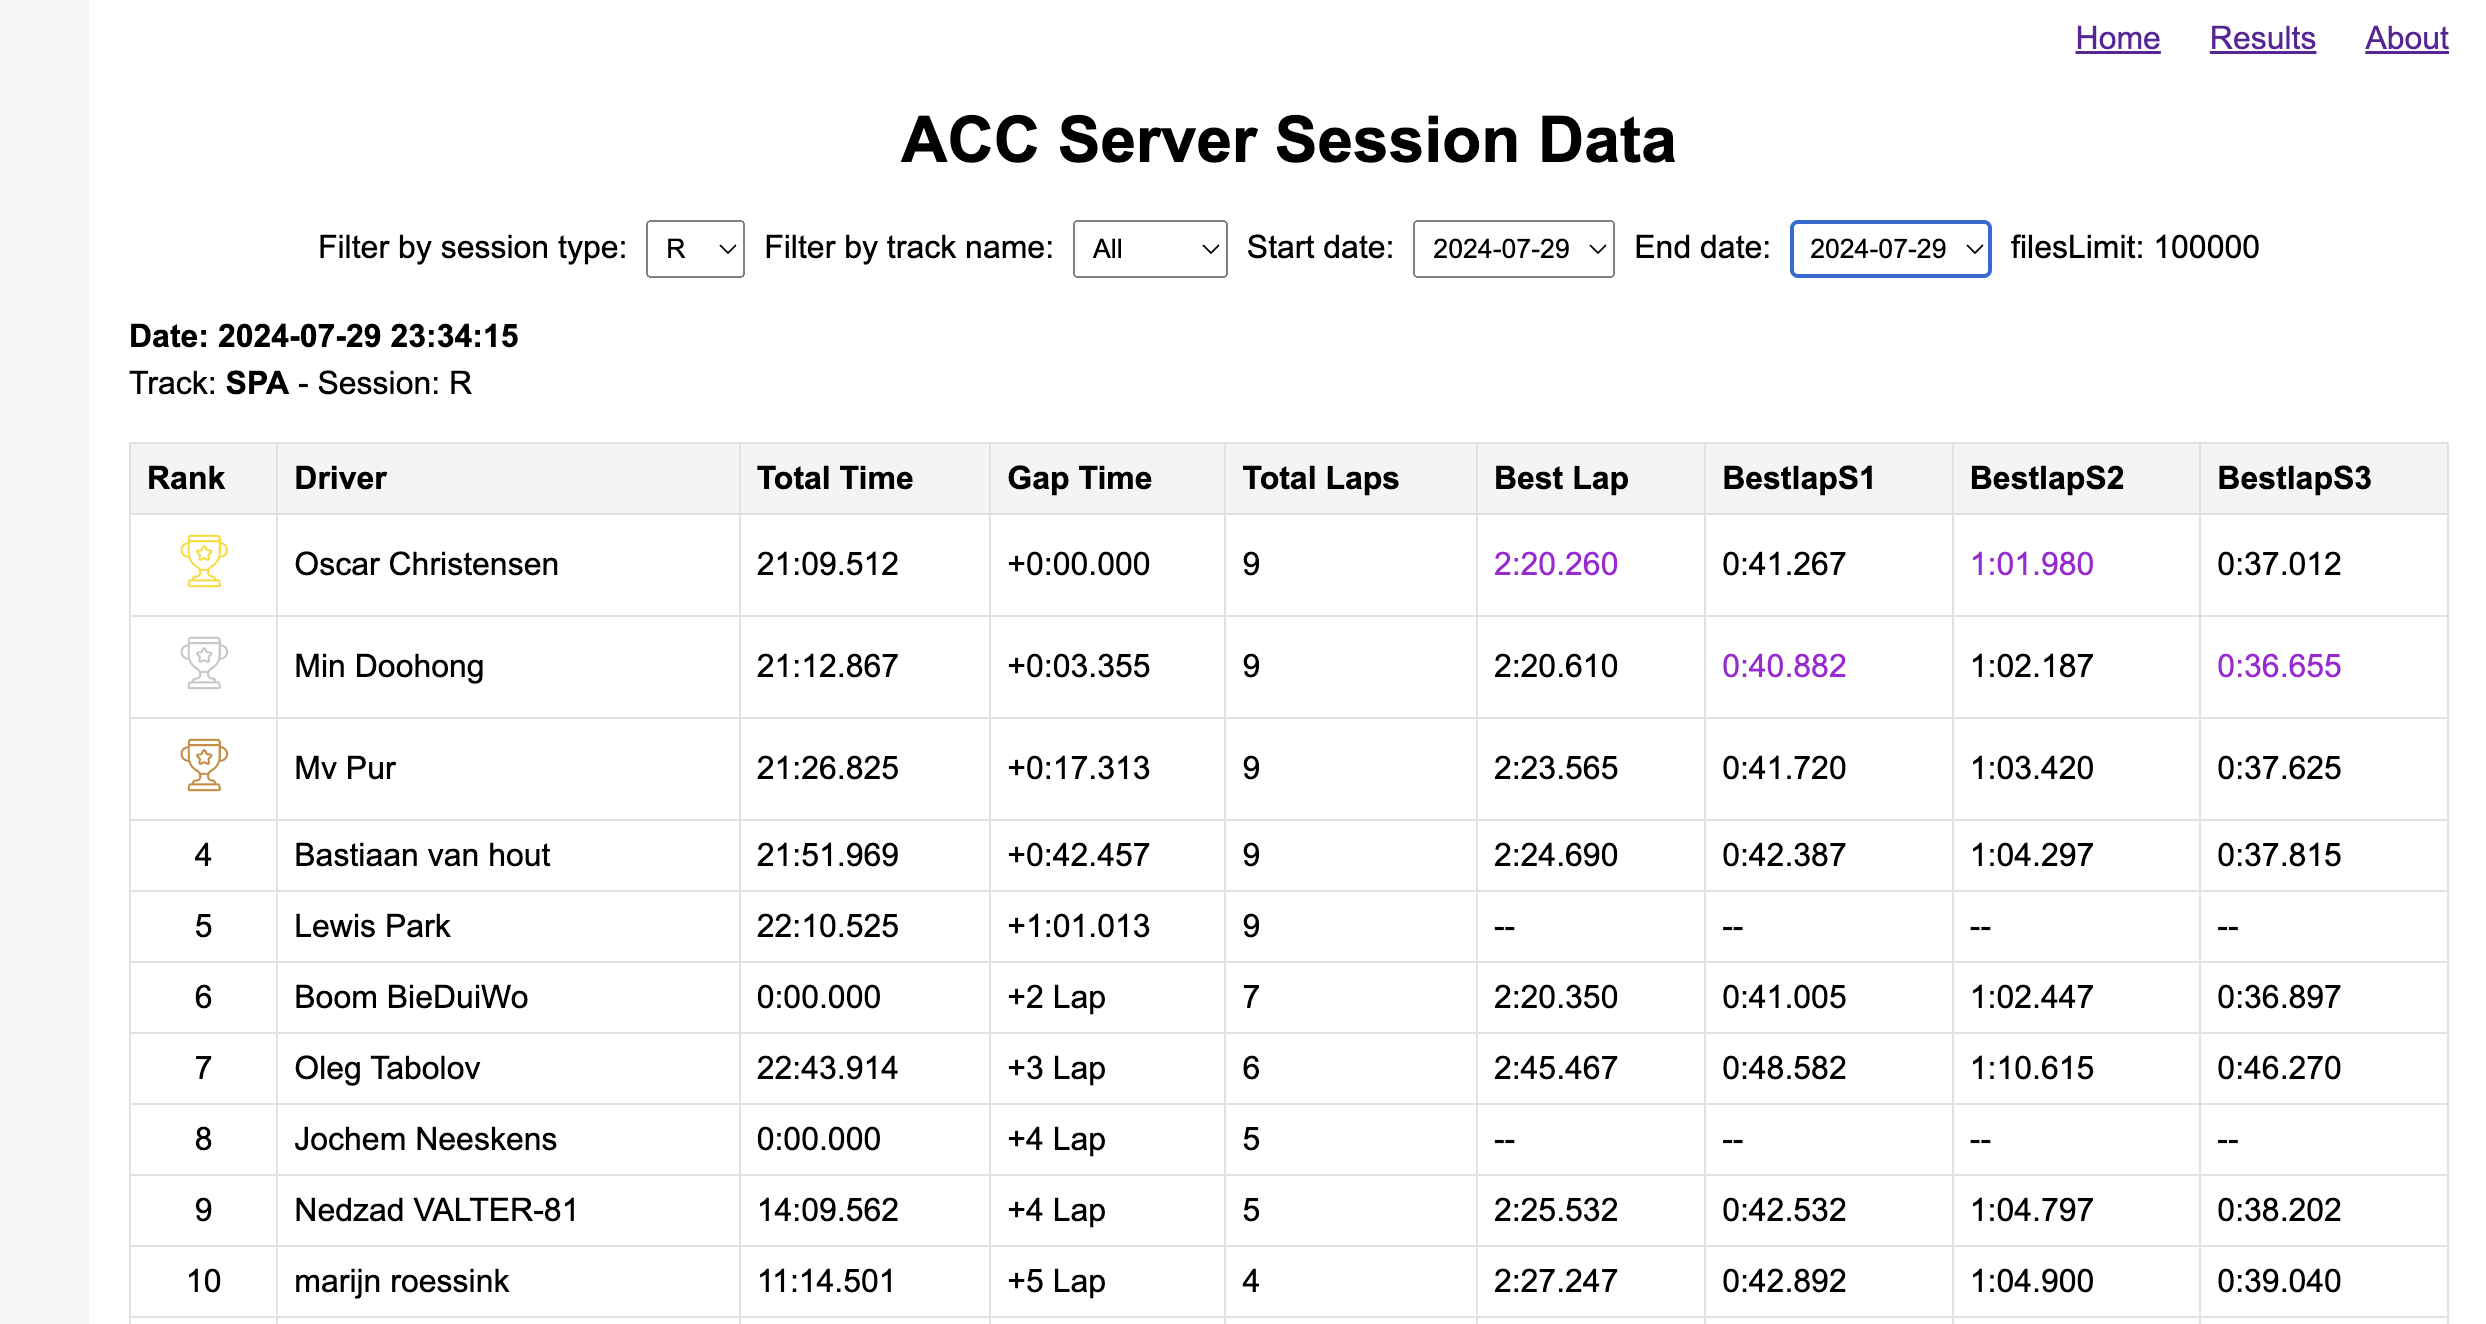 Home Results About
ACC Server Session Data
Filter by session type: R Filter by track name: All Start date: 2024-07-29 End date: 2024-07-29 filesLimit: 100000
Date: 2024-07-29 23:34:15
Track: SPA - Session: R
Rank Driver Total Time Gap Time Total Laps Best Lap BestlapS1 BestlapS2 BestlapS3
Oscar Christensen 21:09.512 +0:00.000 9 2:20.260 0:41.267 1:01.980 0:37.012
Min Doohong 21:12.867 +0:03.355 9 2:20.610 0:40.882 1:02.187 0:36.655
Mv Pur 21:26.825 +0:17.313 9 2:23.565 0:41.720 1:03.420 0:37.625
4 Bastiaan van hout 21:51.969 +0:42.457 9 2:24.690 0:42.387 1:04.297 0:37.815
5 Lewis Park 22:10.525 +1:01.013 9 -- -- -- --
6 Boom BieDuiWo 0:00.000 +2 Lap 7 2:20.350 0:41.005 1:02.447 0:36.897
7 Oleg Tabolov 22:43.914 +3 Lap 6 2:45.467 0:48.582 1:10.615 0:46.270
8 Jochem Neeskens 0:00.000 +4 Lap 5 -- -- -- --
9 Nedzad VALTER-81 14:09.562 +4 Lap 5 2:25.532 0:42.532 1:04.797 0:38.202
10 marijn roessink 11:14.501 +5 Lap 4 2:27.247 0:42.892 1:04.900 0:39.040